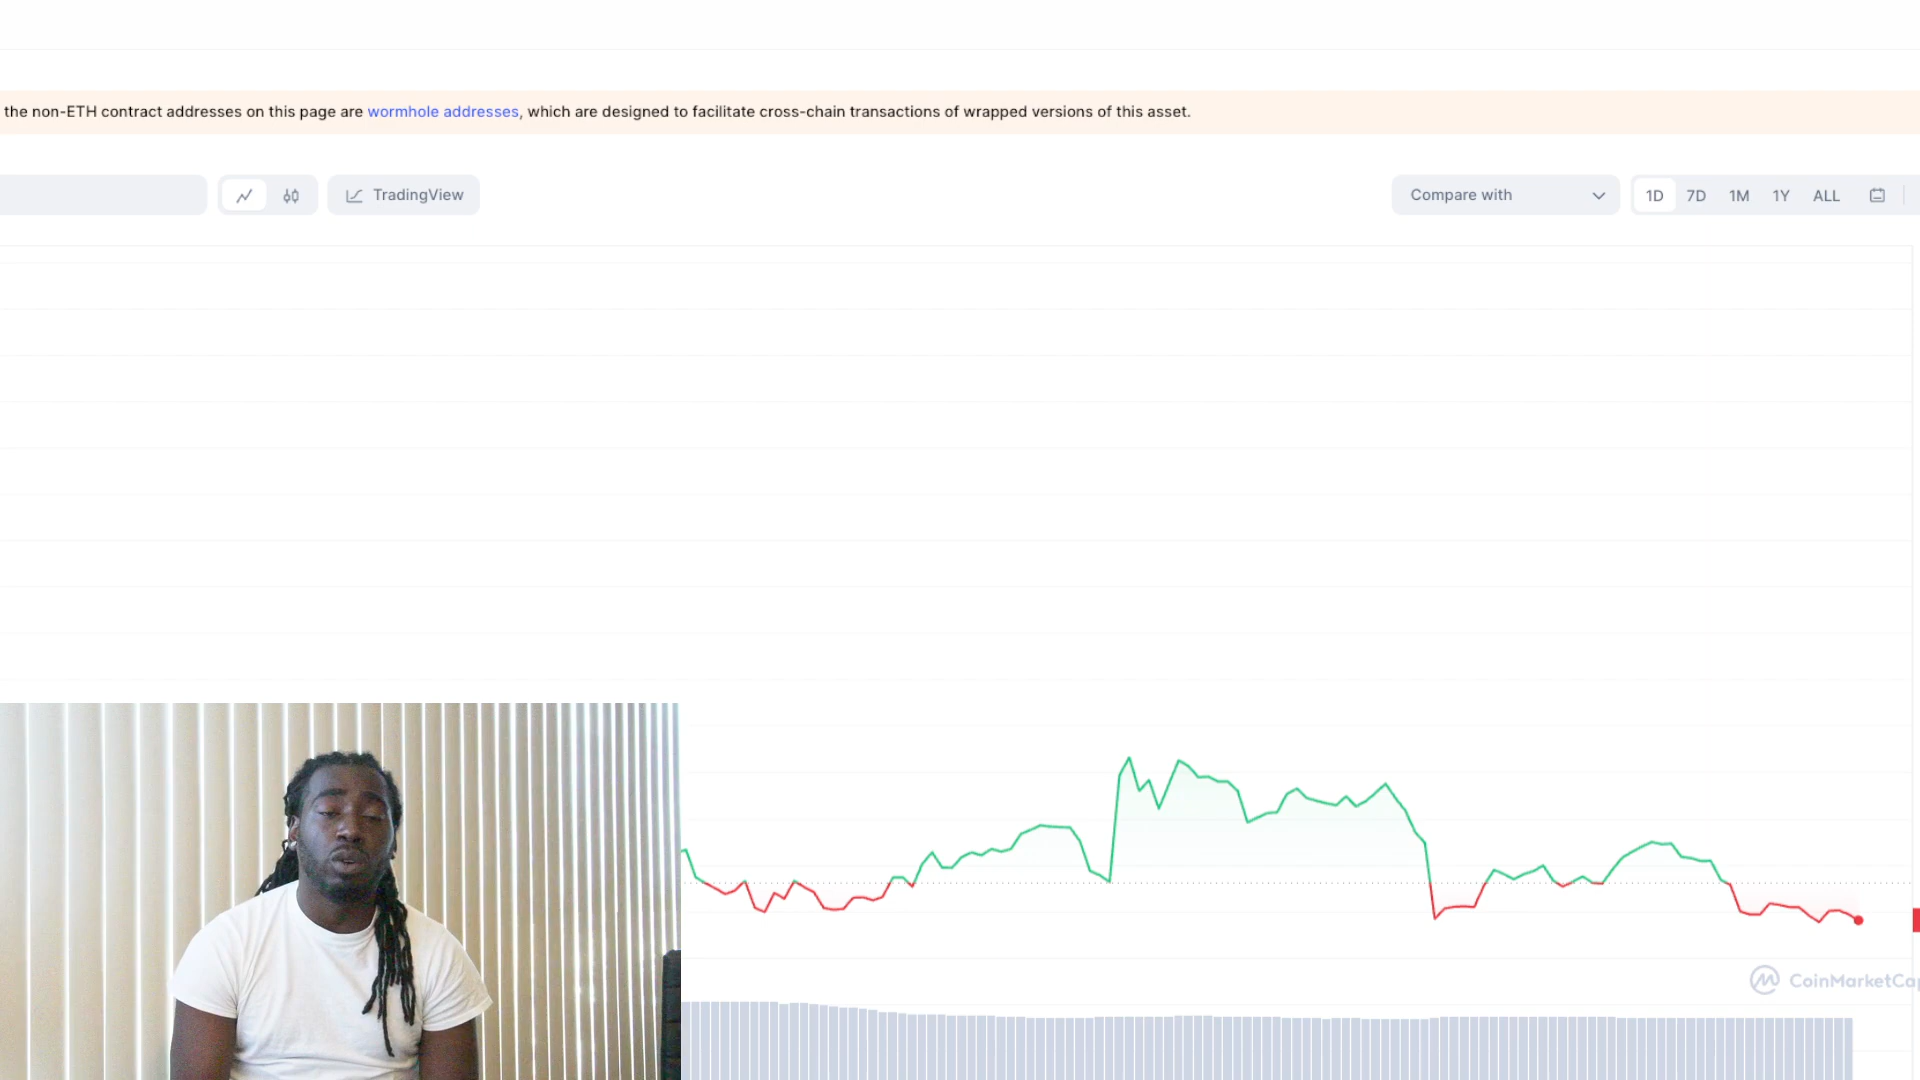 the non-ETH contract addresses on this page are wormhole addresses, which are designed to facilitate cross-chain transactions of wrapped versions of this asset.
TradingView
Compare with
1D 7D 1M 1Y ALL
CoinMarketCap